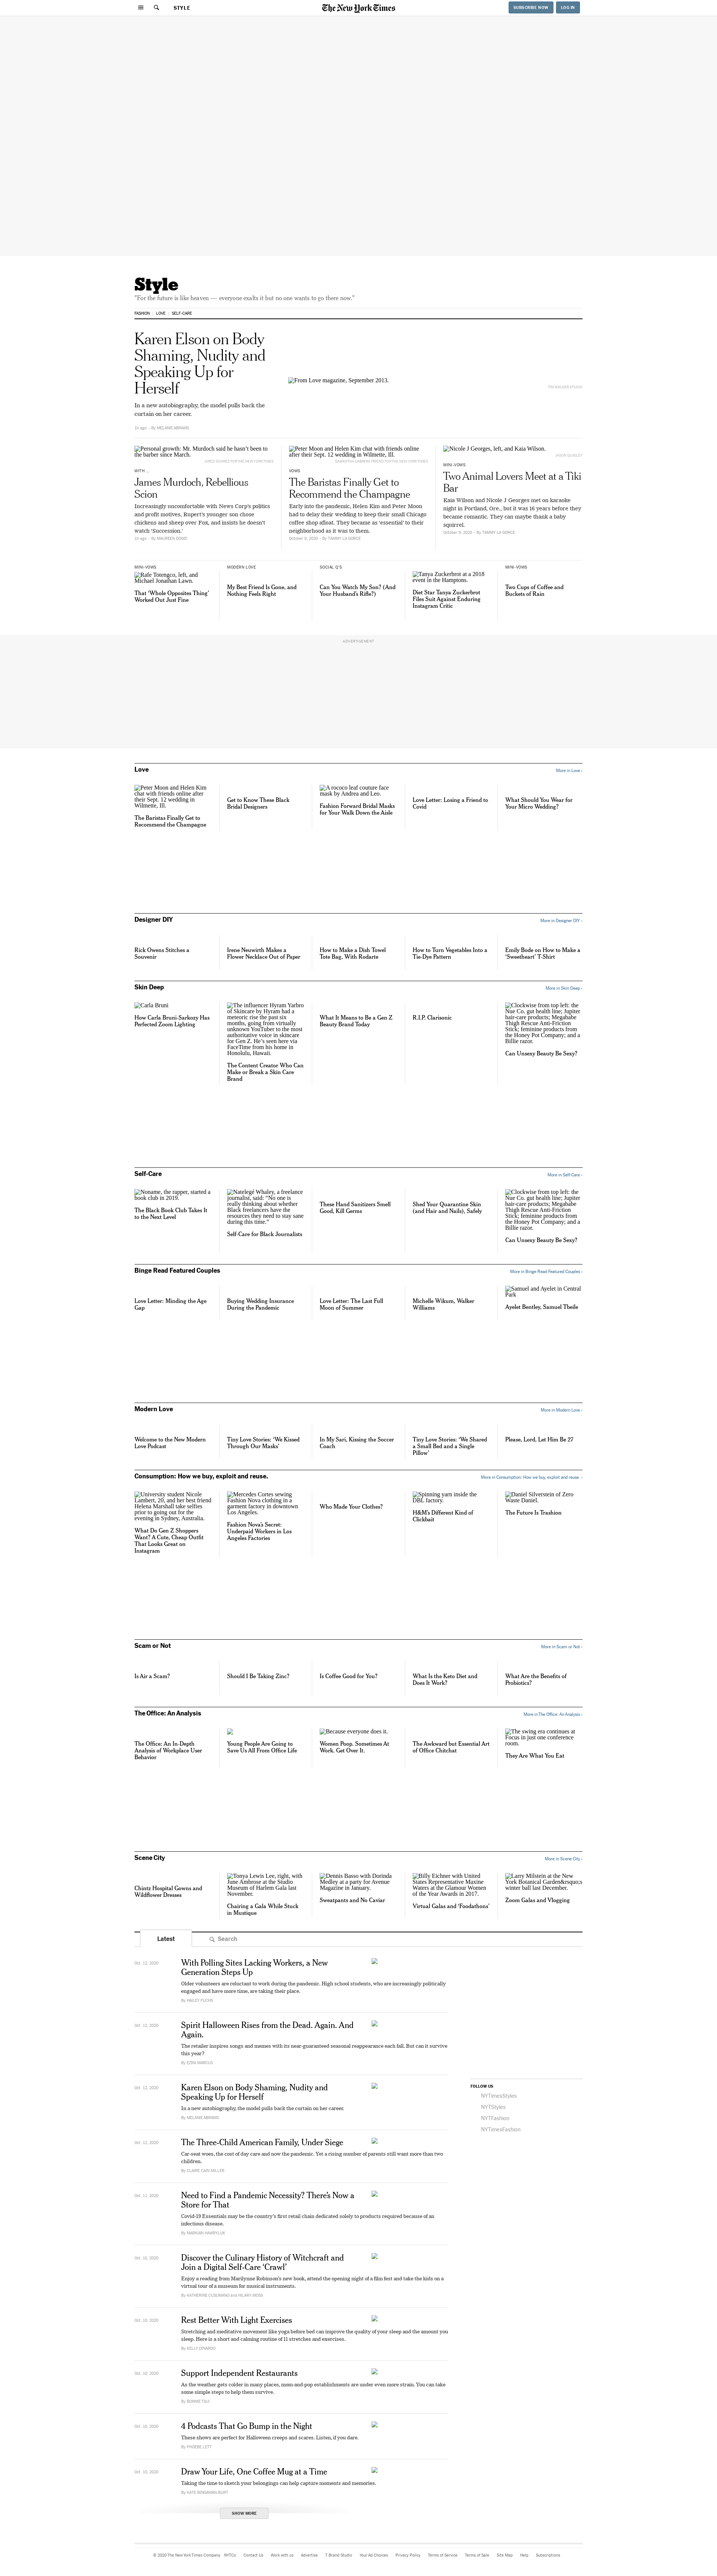 STYLE
The New York Times
SUBSCRIBE NOW
LOG IN
Style
“For the future is like heaven — everyone exalts it but no one wants to go there now.”
FASHION
LOVE
SELF-CARE
Karen Elson on Body
Shaming, Nudity and
Speaking Up for
Herself
In a new autobiography, the model pulls back the
curtain on her career.
By MELANIE ABRAMS
From Love magazine, September 2013.
Personal growth: Mr. Murdoch said he hasn’t been to
the barber since March.
JARED SOARES FOR THE NEW YORK TIMES
WITH ...
James Murdoch, Rebellious
Scion
Increasingly uncomfortable with News Corp’s politics
and profit motives, Rupert’s younger son chose
chickens and sheep over Fox, and insists he doesn’t
watch ‘Succession.’
By MAUREEN DOWD
Peter Moon and Helen Kim chat with friends online
after their Sept. 12 wedding in Wilmette, Ill.
VOWS
The Baristas Finally Get to
Recommend the Champagne
Early into the pandemic, Helen Kim and Peter Moon
had to delay their wedding to keep their small Chicago
coffee shop afloat. They became an ‘essential’ to their
neighborhood as it was to them.
October 9, 2020 · By TAMMY LA GORCE
Nicole J Georges, left, and Kaia Wilson.
MINI-VOWS
Two Animal Lovers Meet at a Tiki
Bar
Kaia Wilson and Nicole J Georges met on karaoke
night in Portland, Ore., but it was 16 years before they
became romantic. They can maybe thank a baby
squirrel.
October 9, 2020 · By TAMMY LA GORCE
MINI-VOWS
Rafe Totengco, left, and
Michael Jonathan Lawn.
That ‘Whole Opposites Thing’
Worked Out Just Fine
MODERN LOVE
My Best Friend Is Gone, and
Nothing Feels Right
SOCIAL Q’S
Can You Watch My Son? (And
Your Husband’s Rifle?)
Tanya Zuckerbrot at a 2018
event in the Hamptons.
Diet Star Tanya Zuckerbrot
Files Suit Against Enduring
Instagram Critic
MINI-VOWS
Two Cups of Coffee and
Buckets of Rain
ADVERTISEMENT
Love
More in Love ›
Peter Moon and Helen Kim
chat with friends online after
their Sept. 12 wedding in
Wilmette, Ill.
The Baristas Finally Get to
Recommend the Champagne
Get to Know These Black
Bridal Designers
A rococo leaf couture face
mask by Andrea and Leo.
Fashion Forward Bridal Masks
for Your Walk Down the Aisle
Love Letter: Losing a Friend to
Covid
What Should You Wear for
Your Micro Wedding?
Designer DIY
More in Designer DIY ›
Rick Owens Stitches a
Souvenir
Irene Neuwirth Makes a
Flower Necklace Out of Paper
How to Make a Dish Towel
Tote Bag, With Rodarte
How to Turn Vegetables Into a
Tie-Dye Pattern
Emily Bode on How to Make a
‘Sweetheart’ T-Shirt
Skin Deep
More in Skin Deep ›
Carla Bruni
How Carla Bruni-Sarkozy Has
Perfected Zoom Lighting
The influencer Hyram Yarbro
of Skincare by Hyram had a
meteoric rise the past six
months, going from virtually
unknown YouTuber to the most
authoritative voice in skincare
for Gen Z. He’s seen here via
FaceTime from his home in
Honolulu, Hawaii.
The Content Creator Who Can
Make or Break a Skin Care
Brand
What It Means to Be a Gen Z
Beauty Brand Today
R.I.P. Clarisonic
Clockwise from top left: the
Nue Co. gut health line; Jupiter
hair-care products; Megababe
Thigh Rescue Anti-Friction
Stick; feminine products from
the Honey Pot Company; and a
Billie razor.
Can Unsexy Beauty Be Sexy?
Self-Care
More in Self-Care ›
Noname, the rapper, started a
book club in 2019.
The Black Book Club Takes It
to the Next Level
Natelegé Whaley, a freelance
journalist, said: “No one is
really thinking about whether
Black freelancers have the
resources they need to stay sane
during this time.”
Self-Care for Black Journalists
These Hand Sanitizers Smell
Good, Kill Germs
Shed Your Quarantine Skin
(and Hair and Nails), Safely
Clockwise from top left: the
Nue Co. gut health line; Jupiter
hair-care products; Megababe
Thigh Rescue Anti-Friction
Stick; feminine products from
the Honey Pot Company; and a
Billie razor.
Can Unsexy Beauty Be Sexy?
Binge Read Featured Couples
More in Binge Read Featured Couples ›
Love Letter: Minding the Age
Gap
Buying Wedding Insurance
During the Pandemic
Love Letter: The Last Full
Moon of Summer
Michelle Wikum, Walker
Williams
Samuel and Ayelet in Central
Park
Ayelet Bentley, Samuel Theile
Modern Love
More in Modern Love ›
Welcome to the New Modern
Love Podcast
Tiny Love Stories: ‘We Kissed
Through Our Masks’
In My Sari, Kissing the Soccer
Coach
Tiny Love Stories: ‘We Shared
a Small Bed and a Single
Pillow’
Please, Lord, Let Him Be 27
Consumption: How we buy, exploit and reuse.
More in Consumption: How we buy, exploit and reuse. ›
University student Nicole
Lambert, 20, and her best friend
Helena Marshall take selfies
prior to going out for the
evening in Sydney, Australia.
What Do Gen Z Shoppers
Want? A Cute, Cheap Outfit
That Looks Great on
Instagram
Mercedes Cortes sewing
Fashion Nova clothing in a
garment factory in downtown
Los Angeles.
Fashion Nova’s Secret:
Underpaid Workers in Los
Angeles Factories
Who Made Your Clothes?
Spinning yarn inside the
DBL factory.
H&M’s Different Kind of
Clickbait
Daniel Silverstein of Zero
Waste Daniel.
The Future Is Trashion
Scam or Not
More in Scam or Not ›
Is Air a Scam?
Should I Be Taking Zinc?
Is Coffee Good for You?
What Is the Keto Diet and
Does It Work?
What Are the Benefits of
Probiotics?
The Office: An Analysis
More in The Office: An Analysis ›
The Office: An In-Depth
Analysis of Workplace User
Behavior
Young People Are Going to
Save Us All From Office Life
Because everyone does it.
Women Poop. Sometimes At
Work. Get Over It.
The Awkward but Essential Art
of Office Chitchat
The swing era continues at
Focus in just one conference
room.
They Are What You Eat
Scene City
More in Scene City ›
Chintz Hospital Gowns and
Wildflower Dresses
Tonya Lewis Lee, right, with
June Ambrose at the Studio
Museum of Harlem Gala last
November.
Chairing a Gala While Stuck
in Mustique
Dennis Basso with Dorinda
Medley at a party for Avenue
Magazine in January.
Sweatpants and No Caviar
Billy Eichner with United
States Representative Maxine
Waters at the Glamour Women
of the Year Awards in 2017.
Virtual Galas and ‘Foodathons’
Larry Milstein at the New
York Botanical Garden&rsquo;s
winter ball last December.
Zoom Galas and Vlogging
Latest
Search
Oct. 12, 2020
With Polling Sites Lacking Workers, a New
Generation Steps Up
Older volunteers are reluctant to work during the pandemic. High school students, who are increasingly politically
engaged and have more time, are taking their place.
By HAILEY FUCHS
Oct. 12, 2020
Spirit Halloween Rises from the Dead. Again. And
Again.
The retailer inspires songs and memes with its near-guaranteed seasonal reappearance each fall. But can it survive
this year?
By EZRA MARCUS
Oct. 12, 2020
Karen Elson on Body Shaming, Nudity and
Speaking Up for Herself
In a new autobiography, the model pulls back the curtain on her career.
By MELANIE ABRAMS
Oct. 12, 2020
The Three-Child American Family, Under Siege
Car-seat woes, the cost of day care and now the pandemic. Yet a rising number of parents still want more than two
children.
By CLAIRE CAIN MILLER
Oct. 11, 2020
Need to Find a Pandemic Necessity? There’s Now a
Store for That
Covid-19 Essentials may be the country’s first retail chain dedicated solely to products required because of an
infectious disease.
Oct. 10, 2020
Discover the Culinary History of Witchcraft and
Join a Digital Self-Care ‘Crawl’
Enjoy a reading from Marilynne Robinson’s new book, attend the opening night of a film fest and take the kids on a
virtual tour of a museum for musical instruments.
By KATHERINE CUSUMANO and HILARY REISS
Oct. 10, 2020
Rest Better With Light Exercises
Stretching and meditative movement like yoga before bed can improve the quality of your sleep and the amount you
sleep. Here is a short and calming routine of 11 stretches and exercises.
By KELLY DINARDO
Oct. 10, 2020
Support Independent Restaurants
As the weather gets colder in many places, mom-and-pop establishments are under even more strain. You can take
some simple steps to help them survive.
By BONNIE TSUI
Oct. 10, 2020
4 Podcasts That Go Bump in the Night
These shows are perfect for Halloween creeps and scares. Listen, if you dare.
By PHOEBE LETT
Oct. 10, 2020
Draw Your Life, One Coffee Mug at a Time
Taking the time to sketch your belongings can help capture moments and memories.
SHOW MORE
FOLLOW US
NYTimesStyles
NYTStyles
NYTFashion
NYTimesFashion
© 2020 The New York Times Company
NYTCo
Contact Us
Work with us
Advertise
T Brand Studio
Your Ad Choices
Privacy Policy
Terms of Service
Terms of Sale
Site Map
Help
Subscriptions